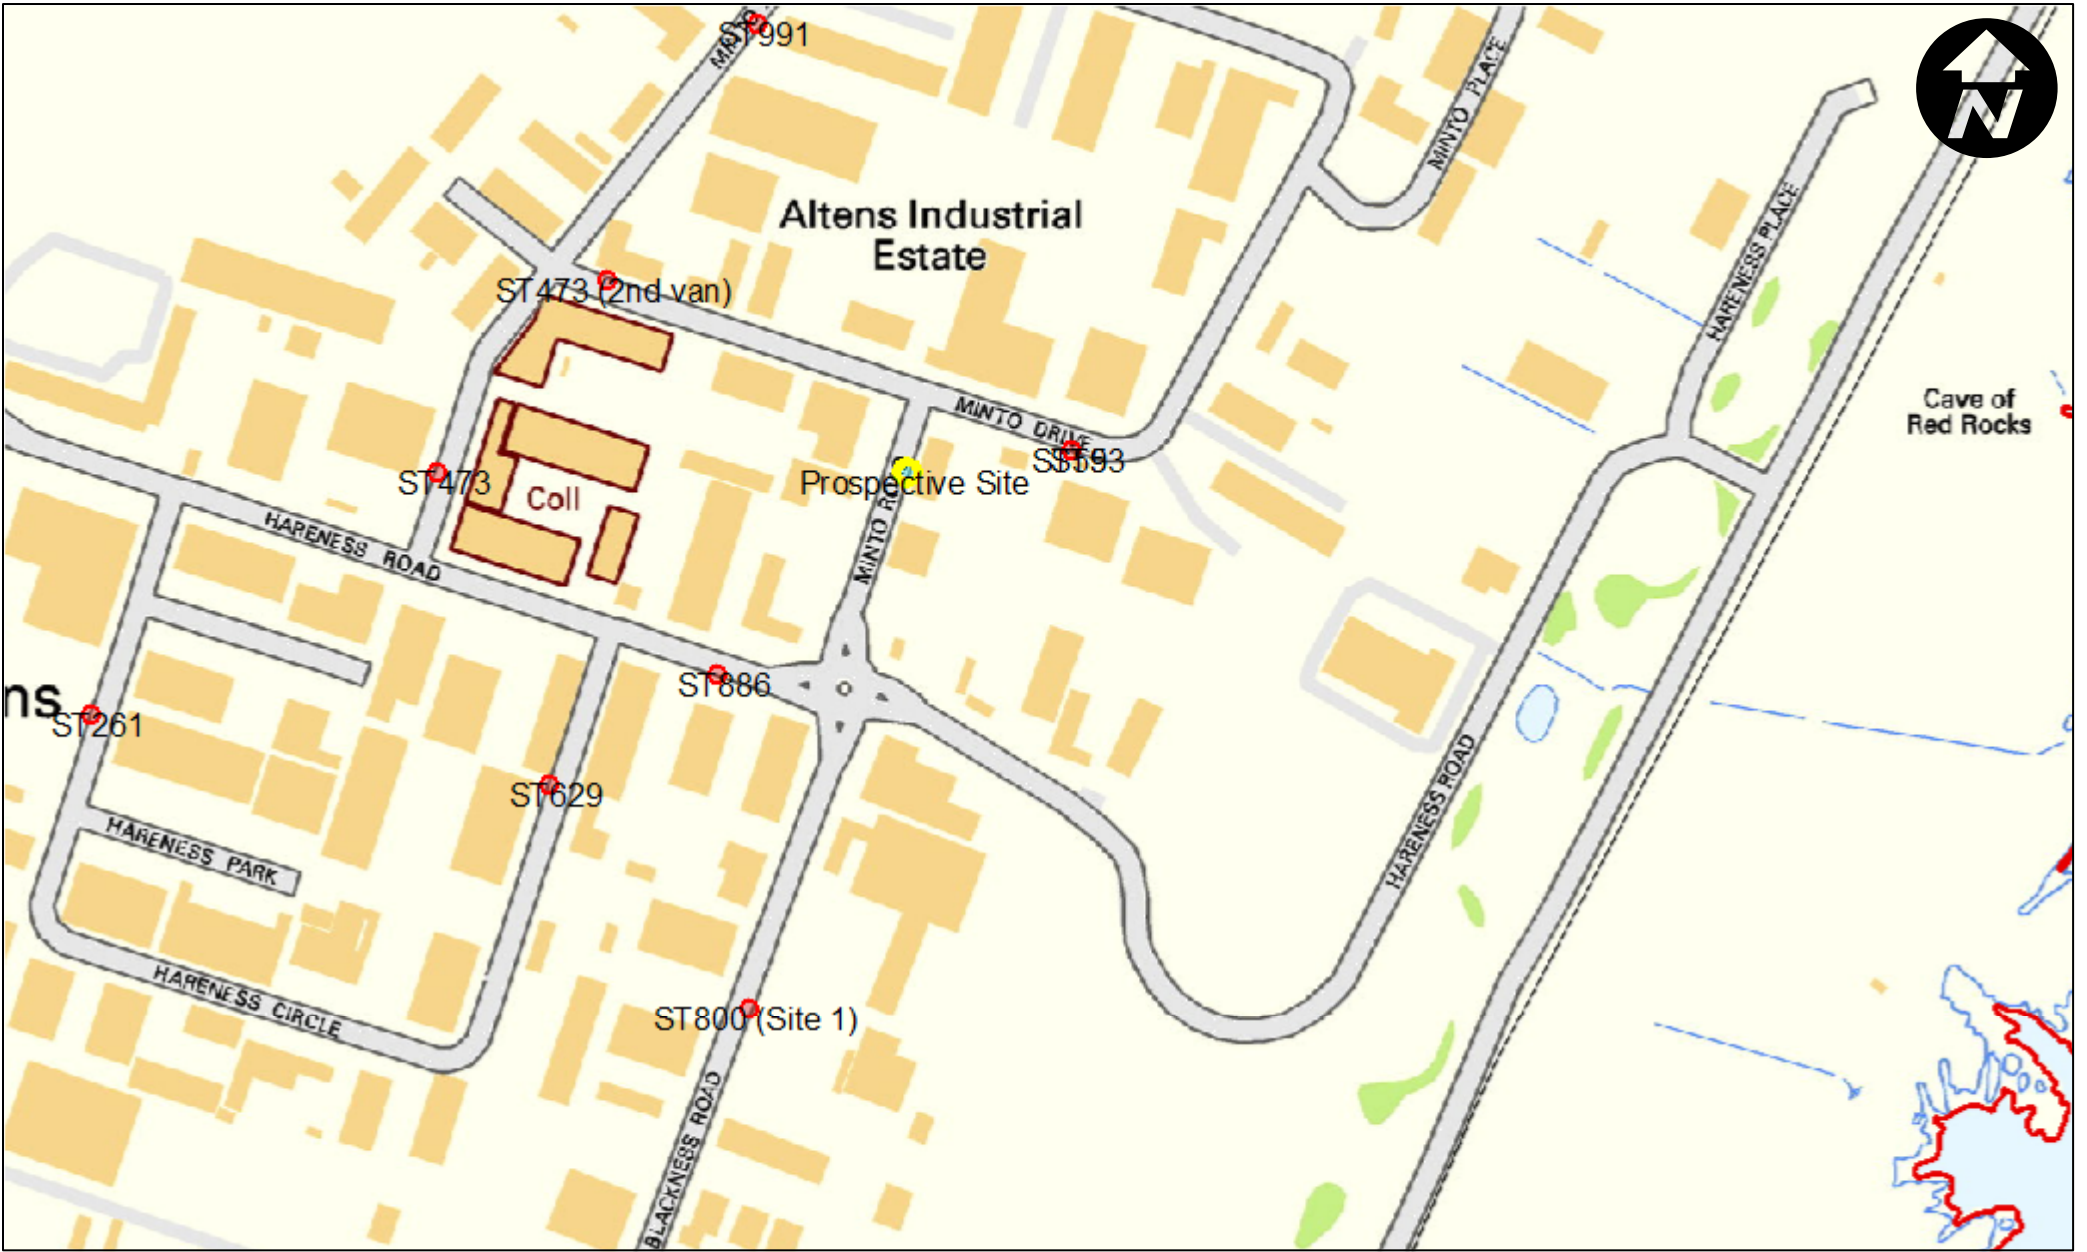 ST991
MINTO PLACE
N
Altens Industrial
Estate
HARENESS PLACE
ST473 (2nd van)
Cave of
Red Rocks
MINTO DRIVE
ST473
Coll
Prospective Site
MINTO RO
HARENESS ROAD
ST886
ns
ST261
ST629
HARENESS ROAD
HARENESS PARK
HARENESS CIRCLE
ST800 (Site 1)
BLACKNESS ROAD